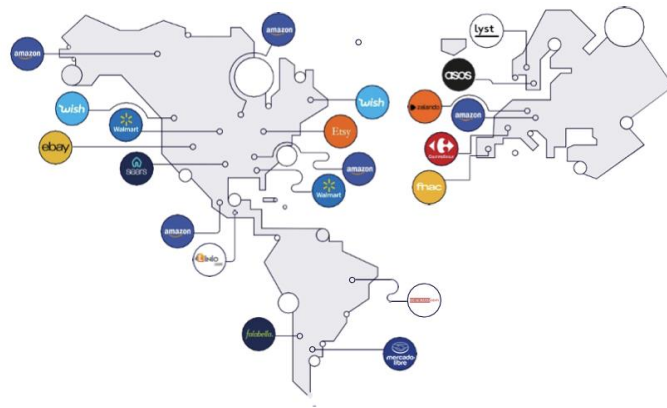 amazon
amazon
lyst
asos
wish
wish
zalando
amazon
Walmart
Etsy
ebay
Carrefour
sears
amazon
fnac
Walmart
amazon
Linio
falabella.
mercado
libre